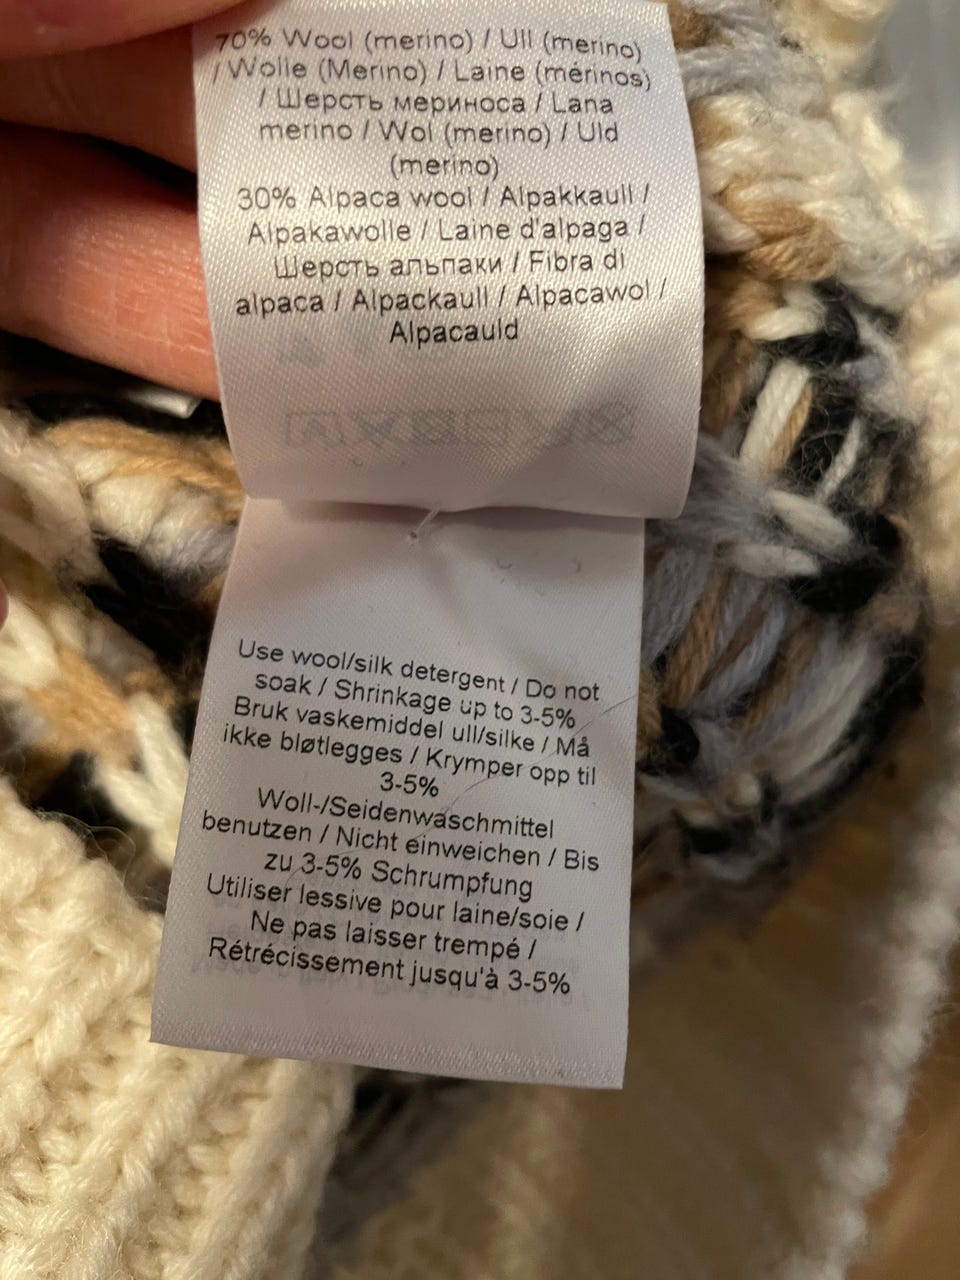 70% Wool (merino) / Ull (merino)
/ Wolle (Merino) / Laine (mérinos)
/ Шерсть мериноса / Lana
merino / Wol (merino) / Uld
(merino)
30% Alpaca wool / Alpakkaull /
Alpakawolle / Laine d'alpaga /
Шерсть альпаки / Fibra di
alpaca / Alpackaull / Alpacawol /
Alpacauld
Use wool/silk detergent / Do not
soak / Shrinkage up to 3-5%
Bruk vaskemiddel ull/silke / Må
ikke bløtlegges / Krymper opp til
3-5%
Woll-/Seidenwaschmittel
benutzen / Nicht einweichen / Bis
zu 3-5% Schrumpfung
Utiliser lessive pour laine/soie /
Ne pas laisser trempé /
Rétrécissement jusqu'à 3-5%